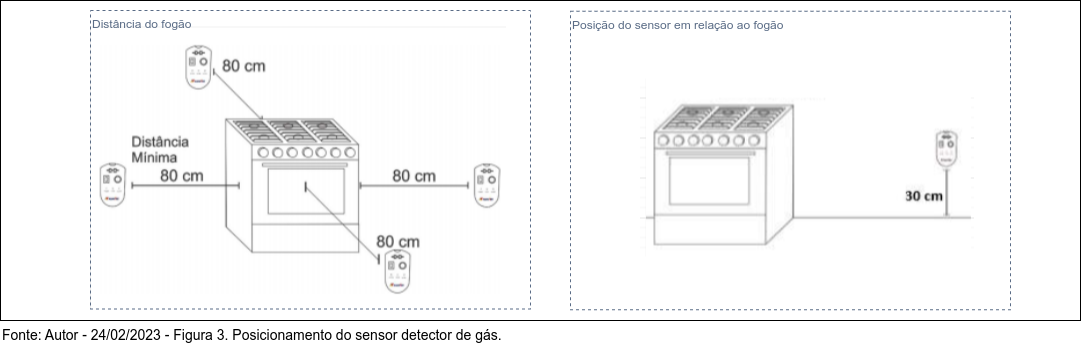 Distância do fogão
80 cm
Distância
Mínima
80 cm
80 cm
80 cm
Posição do sensor em relação ao fogão
30 cm
Fonte: Autor - 24/02/2023 - Figura 3. Posicionamento do sensor detector de gás.